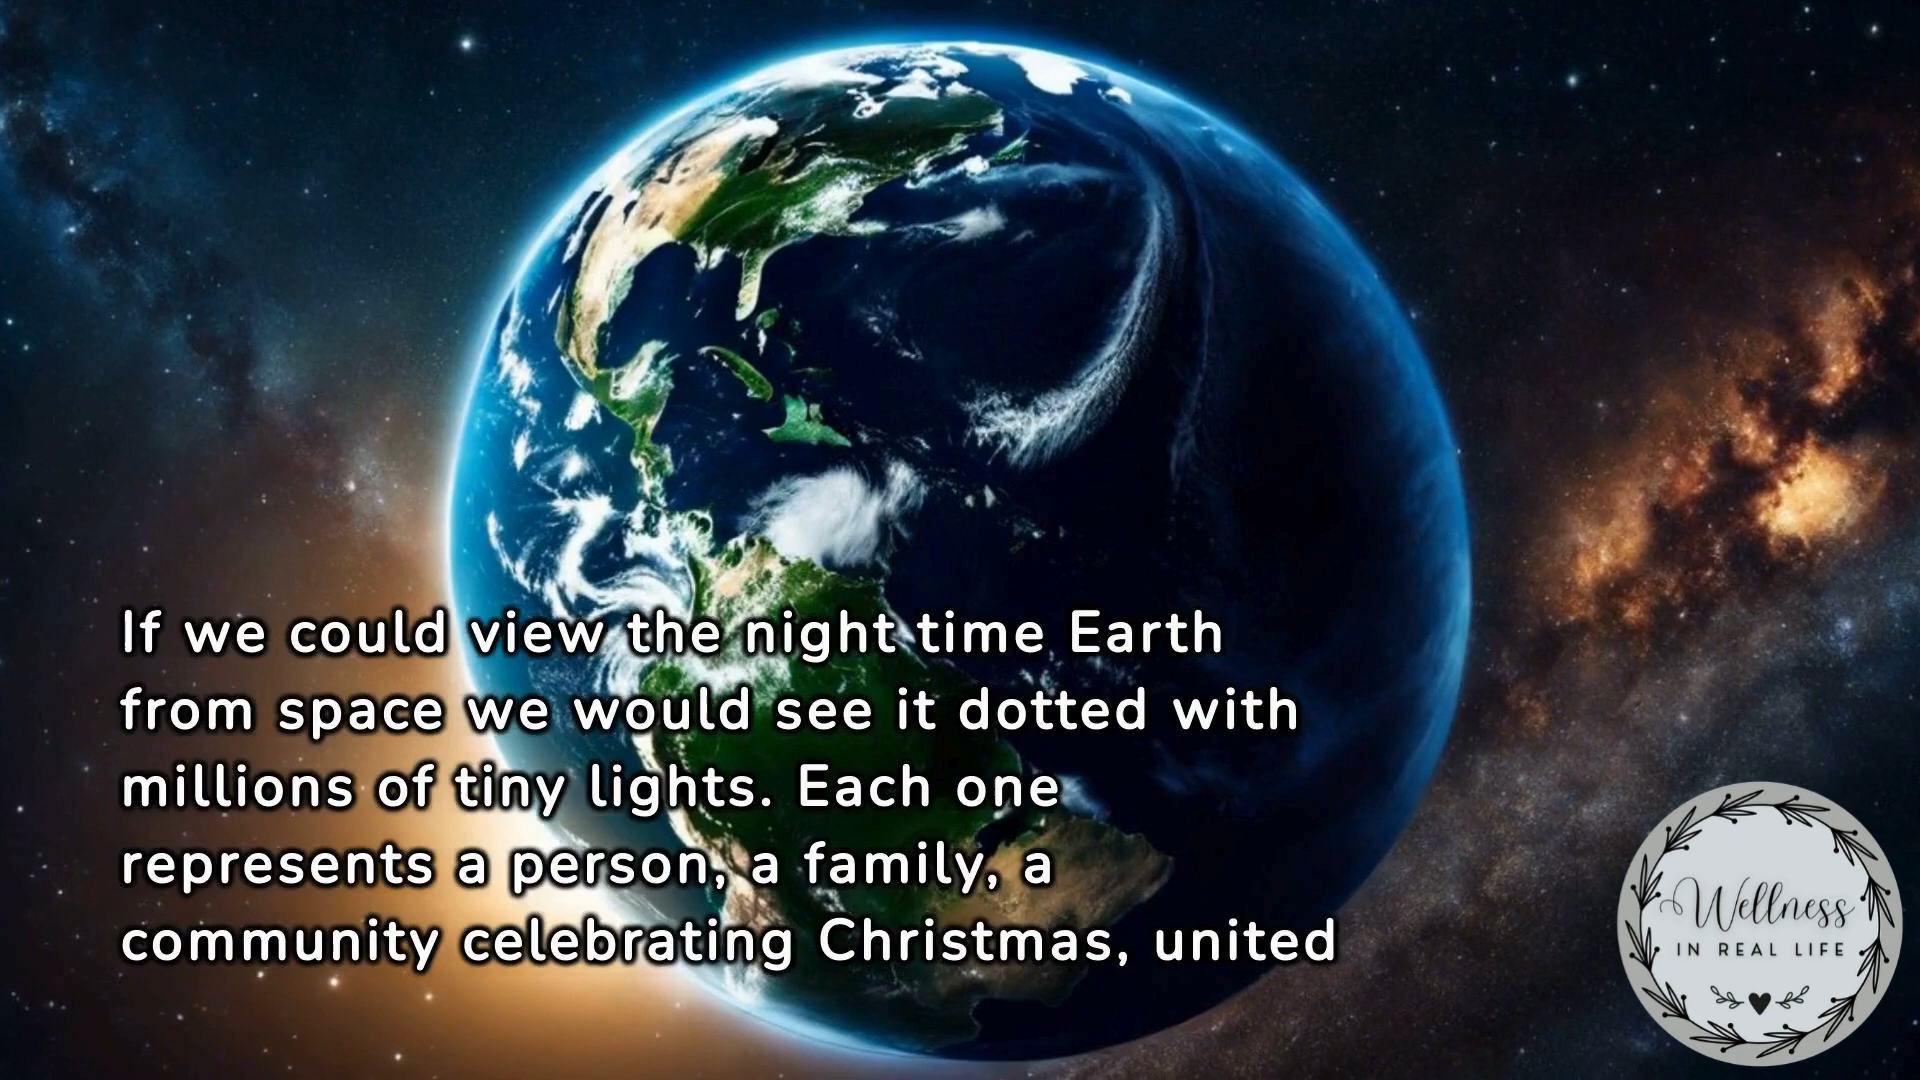 If we could view the night time Earth
from space we would see it dotted with
millions of tiny lights. Each one
represents a person, a family, a
community celebrating Christmas, united
Wellness
IN REAL LIFE